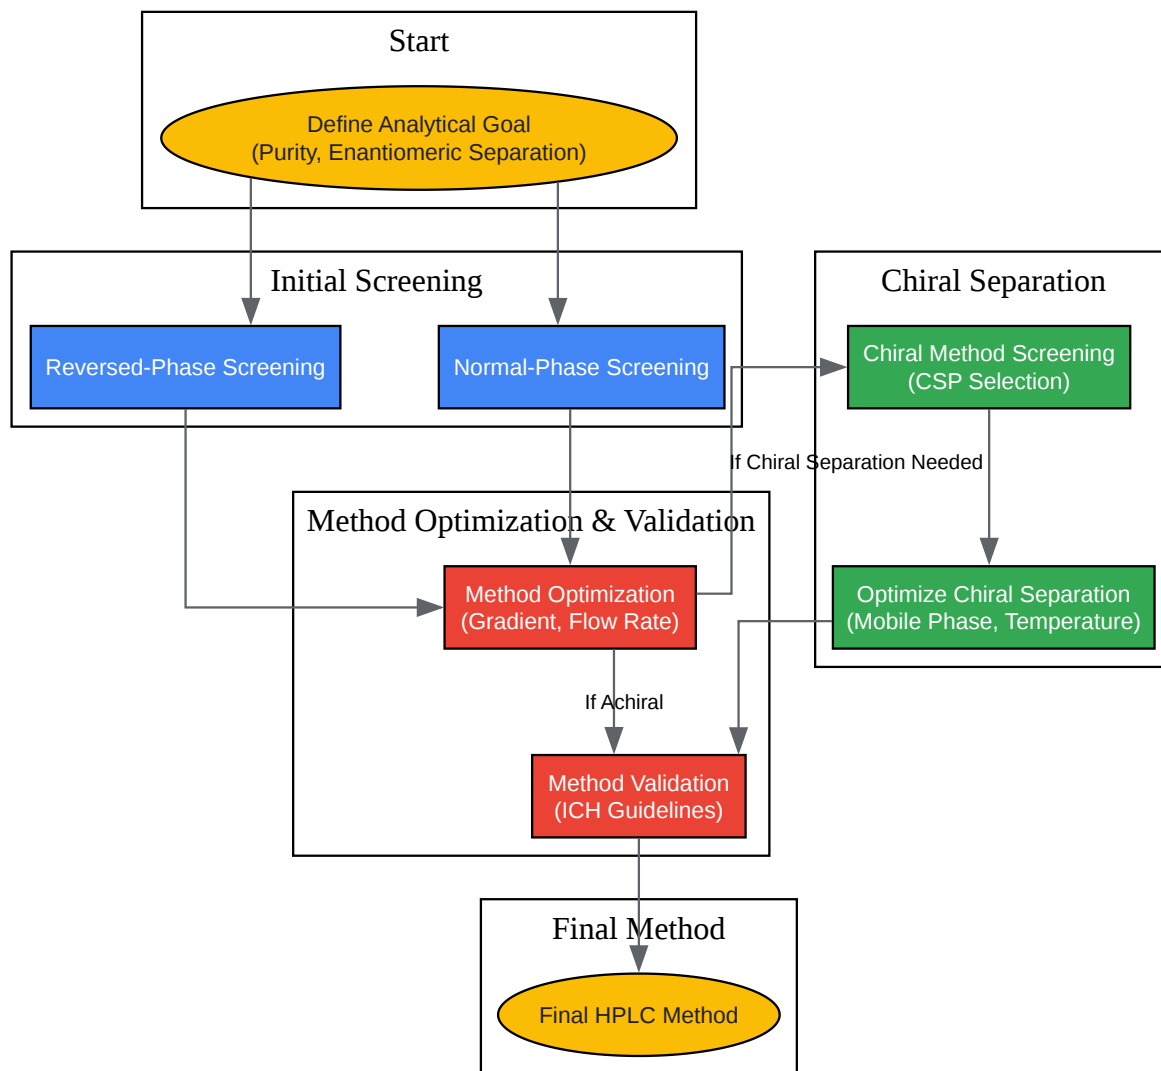 Start
Define Analytical Goal
(Purity, Enantiomeric Separation)
Initial Screening
Reversed-Phase Screening
Normal-Phase Screening
Chiral Separation
Chiral Method Screening
(CSP Selection)
If Chiral Separation Needed
Method Optimization & Validation
Method Optimization
(Gradient, Flow Rate)
Optimize Chiral Separation
(Mobile Phase, Temperature)
If Achiral
Method Validation
(ICH Guidelines)
Final Method
Final HPLC Method